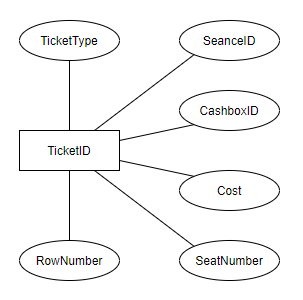 TicketType
SeanceID
CashboxID
TicketID
Cost
RowNumber
SeatNumber